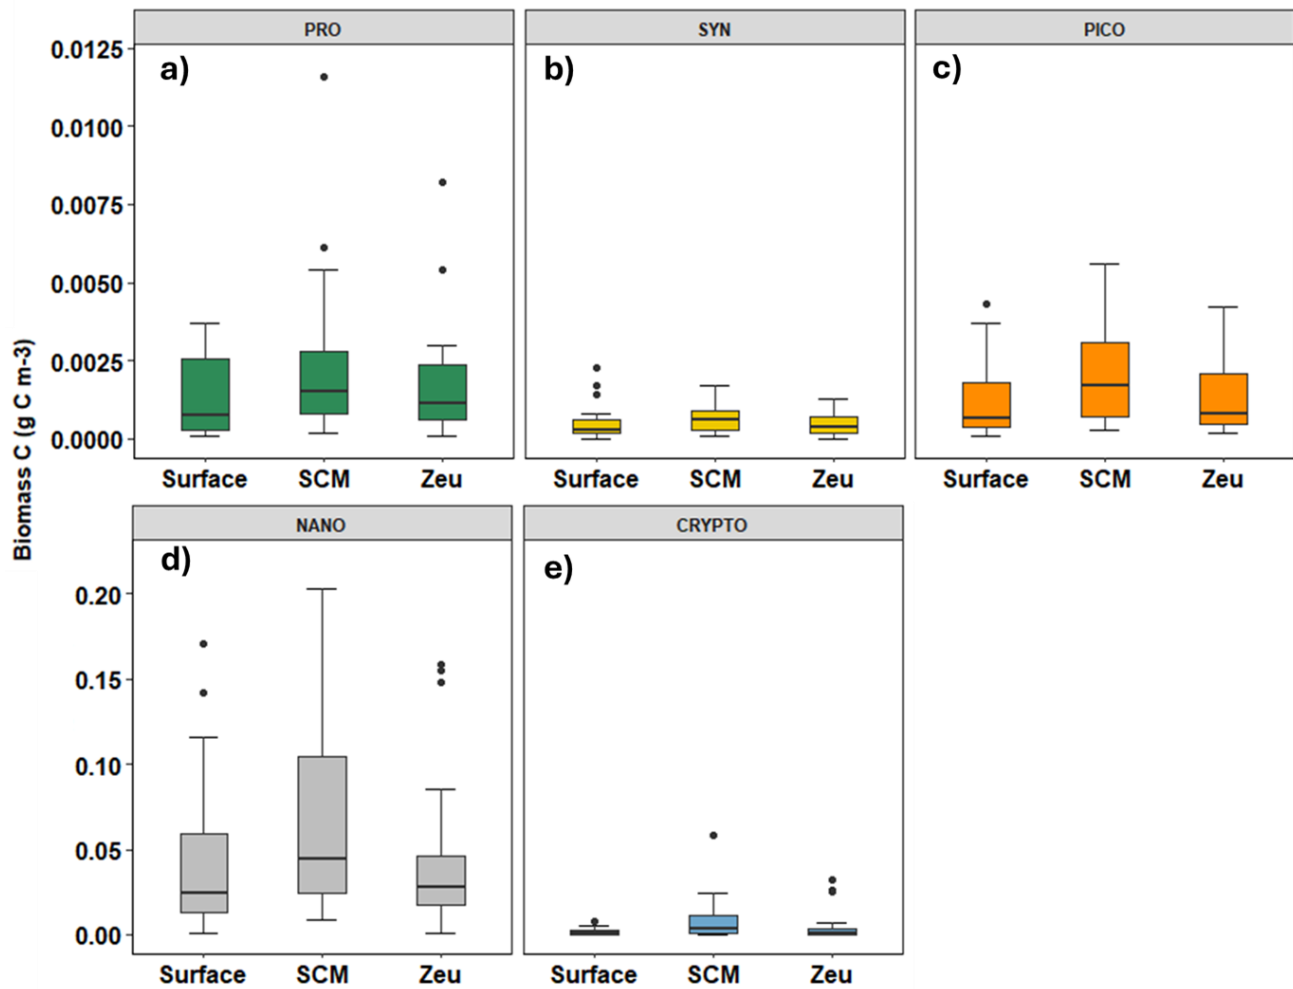 PRO
SYN
PICO
a)
b)
c)
0.0125
0.0100
0.0075
0.0050
0.0025
0.0000
Surface SCM Zeu
Surface SCM Zeu
Surface SCM Zeu
Biomass C (g C m-3)
NANO
CRYPTO
d)
e)
0.20
0.15
0.10
0.05
0.00
Surface SCM Zeu
Surface SCM Zeu